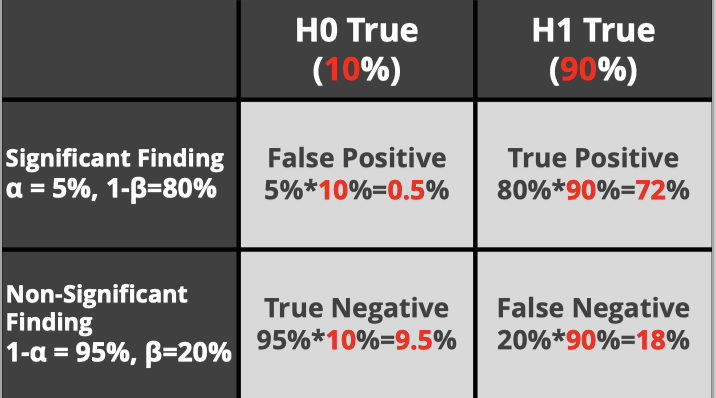 H0 True
(10%)
H1 True
(90%)
Significant Finding
α = 5%, 1-β=80%
False Positive
5%*10%=0.5%
True Positive
80%*90%=72%
Non-Significant
Finding
1-α = 95%, β=20%
True Negative
95%*10%=9.5%
False Negative
20%*90%=18%